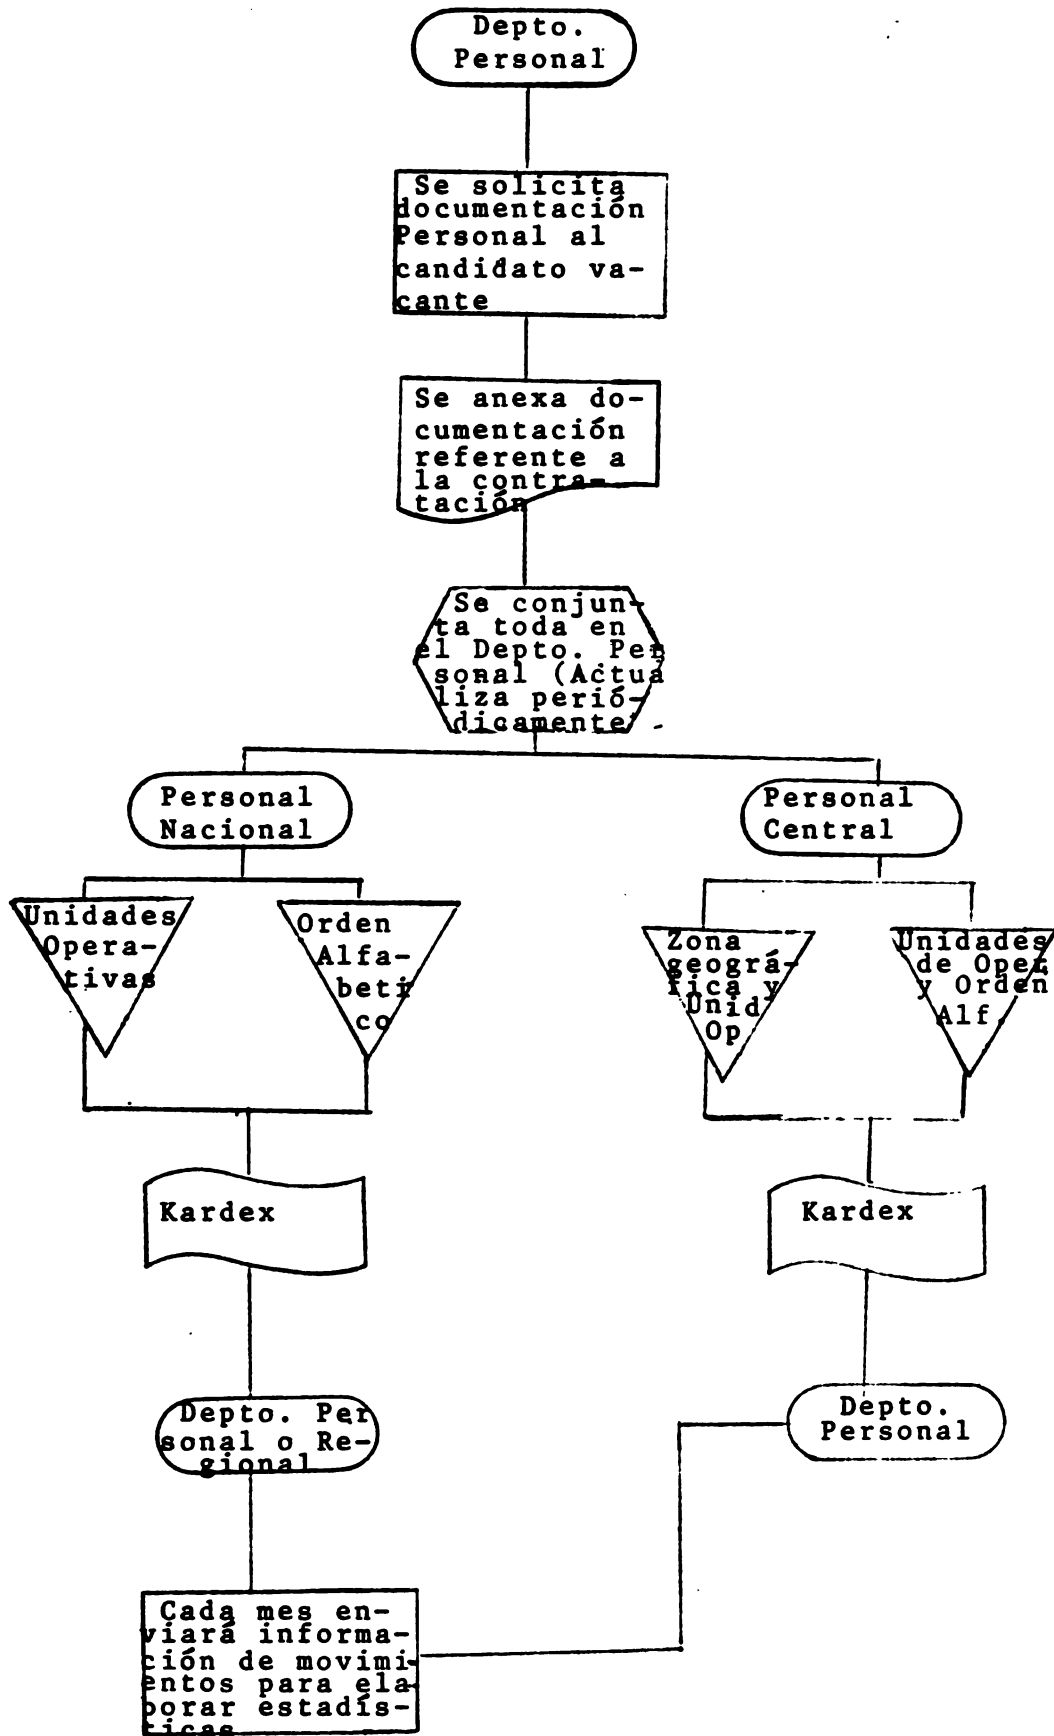 Depto.
Personal
Se solicita
documentación
Personal al
candidato va-
cante
Se anexa do-
cumentación
referente a
la contra-
tación
Se conjun-
ta toda en
el Depto. Per
sonal (Actua
liza perió-
dicamente)
Personal
Nacional
Personal
Central
Unidades
Opera-
tivas
Orden
Alfa-
beti
co
Zona
geográ-
fica y
Unid
Op
Unidades
de Oper
y Orden
Alf.
Kardex
Kardex
Depto. Per
sonal o Re-
gional
Depto.
Personal
Cada mes en-
viará informa-
ción de movimi-
entos para ela-
borar estadís-
ticas